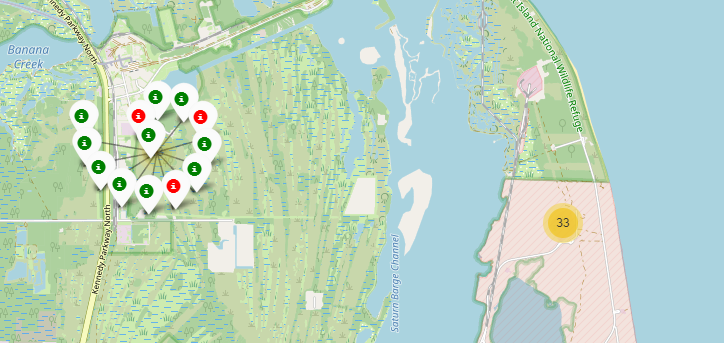 Kennedy Parkway North
Banana
Creek
Island National Wildlife Refuge
33
Kennedy Parkway North
Saturn Barge Channel